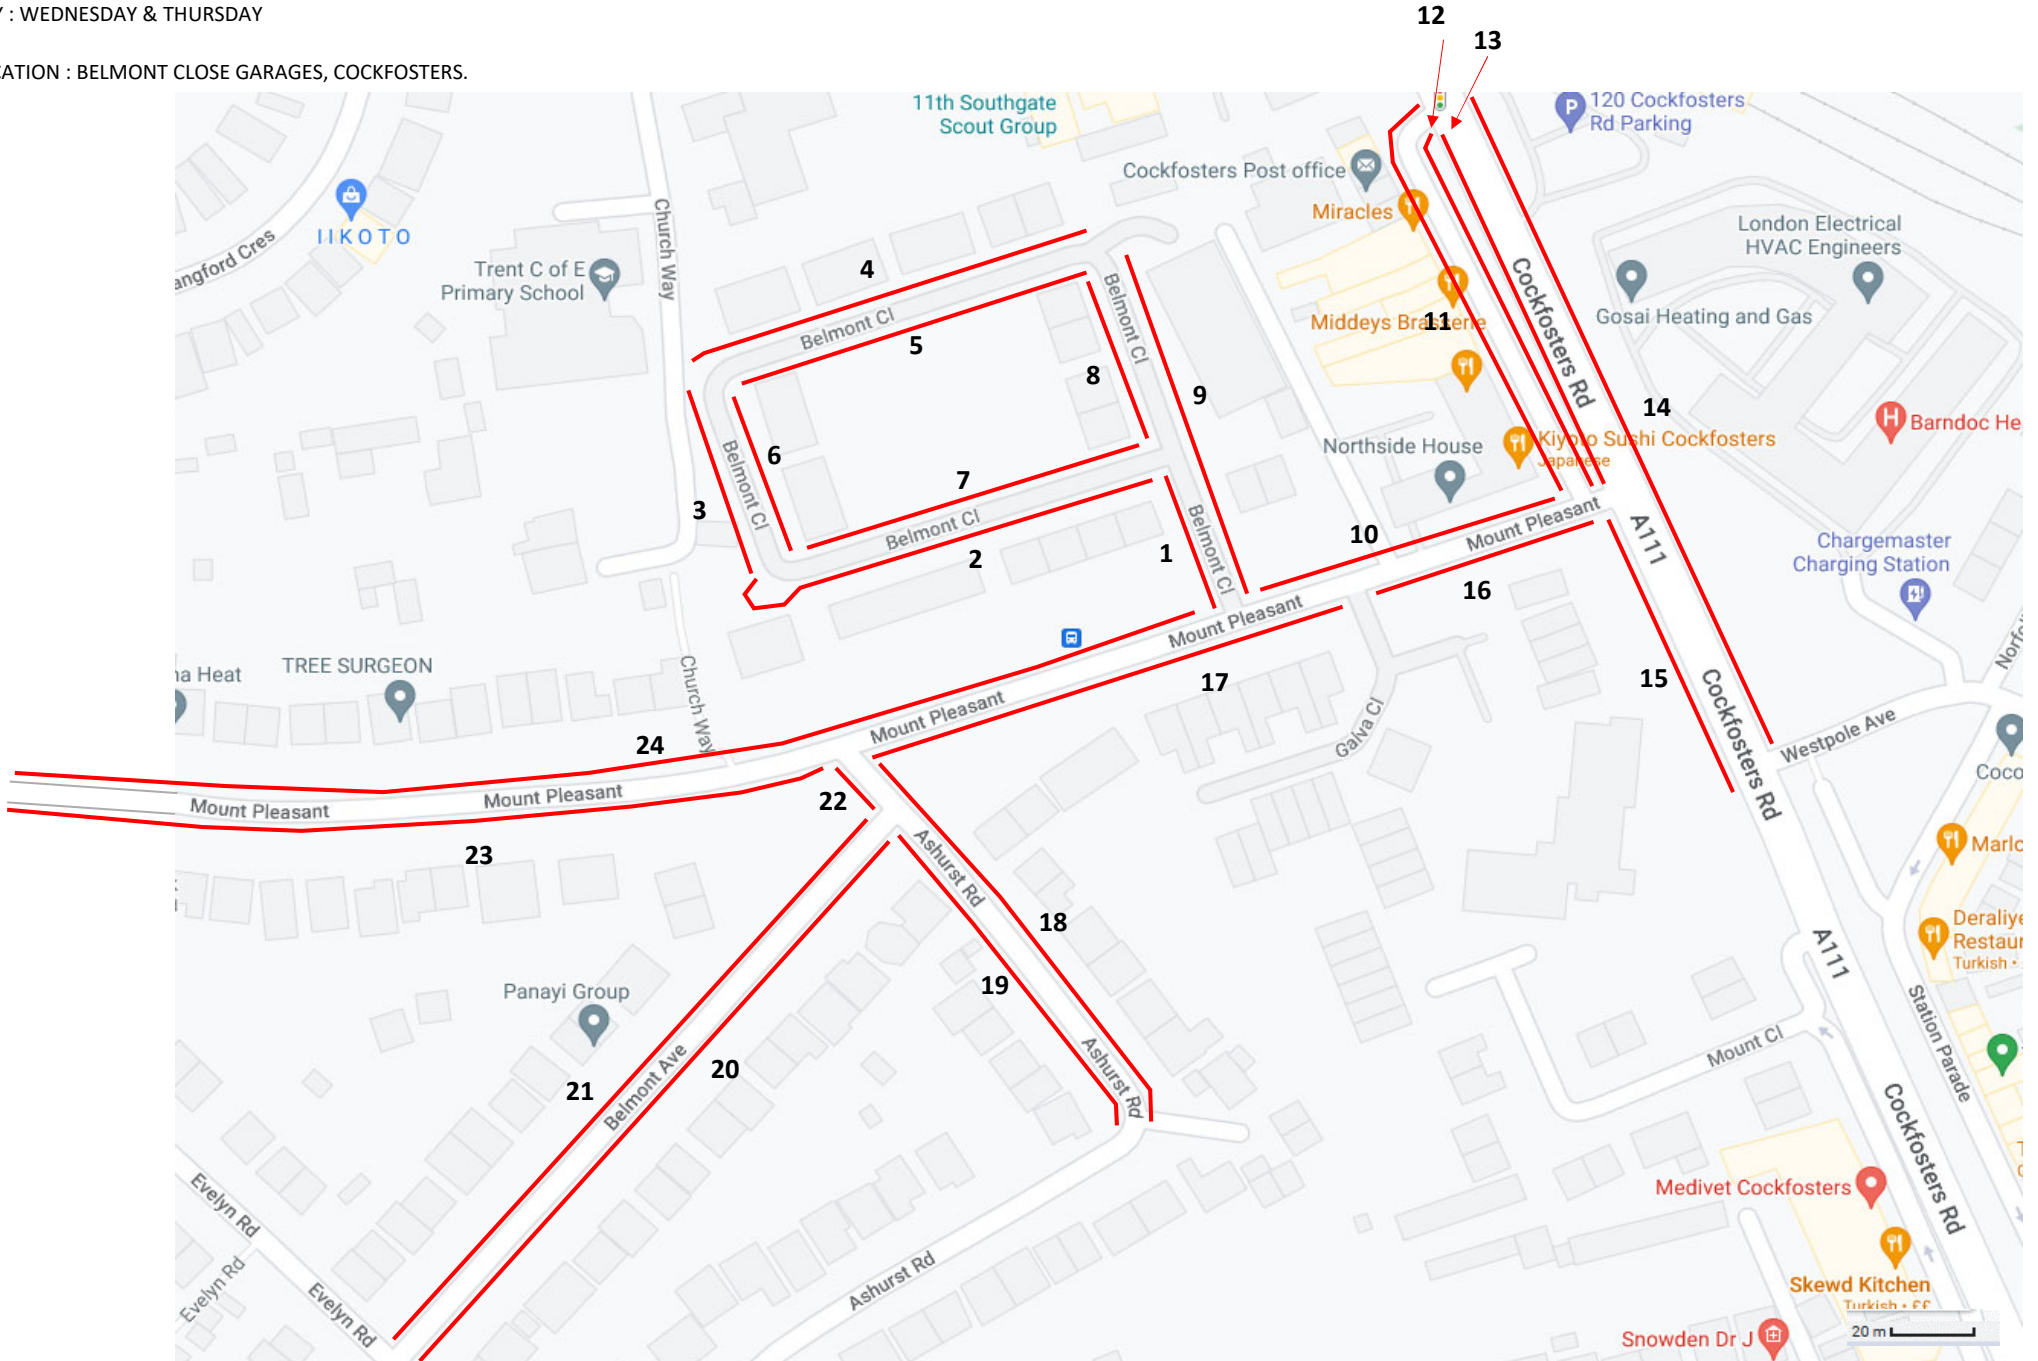 : WEDNESDAY & THURSDAY
CATION : BELMONT CLOSE GARAGES, COCKFOSTERS.
12
13
11th Southgate
Scout Group
120 Cockfosters
Rd Parking
P
Cockfosters Post office
Miracles
Church Way
IIKOTO
angford Cres
Trent C of E
Primary School
4
Belmont Cl
5
Belmont Cl
8
9
London Electrical
HVAC Engineers
Cockfosters Rd
Gosai Heating and Gas
Middeys Brasserie
11
14
H
Barndoc He
Northside House
Kiyoto Sushi Cockfosters
Japanese
3
Belmont Cl
6
7
Belmont Cl
2
1
Belmont Cl
10
Mount Pleasant
16
A111
Chargemaster
Charging Station
Norfol
na Heat
TREE SURGEON
Church Way
Mount Pleasant
17
Mount Pleasant
Galva Cl
15
Cockfosters Rd
Westpole Ave
Coco
24
Mount Pleasant
Mount Pleasant
22
23
Ashurst Rd
18
19
Marlo
Deraliye
Restaur
Turkish •
A111
Panayi Group
Station Parade
Mount Cl
21
Belmont Ave
20
Ashurst Rd
Cockfosters Rd
Evelyn Rd
Evelyn Rd
Evelyn Rd
Ashurst Rd
Medivet Cockfosters
Skewd Kitchen
Turkish • ££
20 m
Snowden Dr J